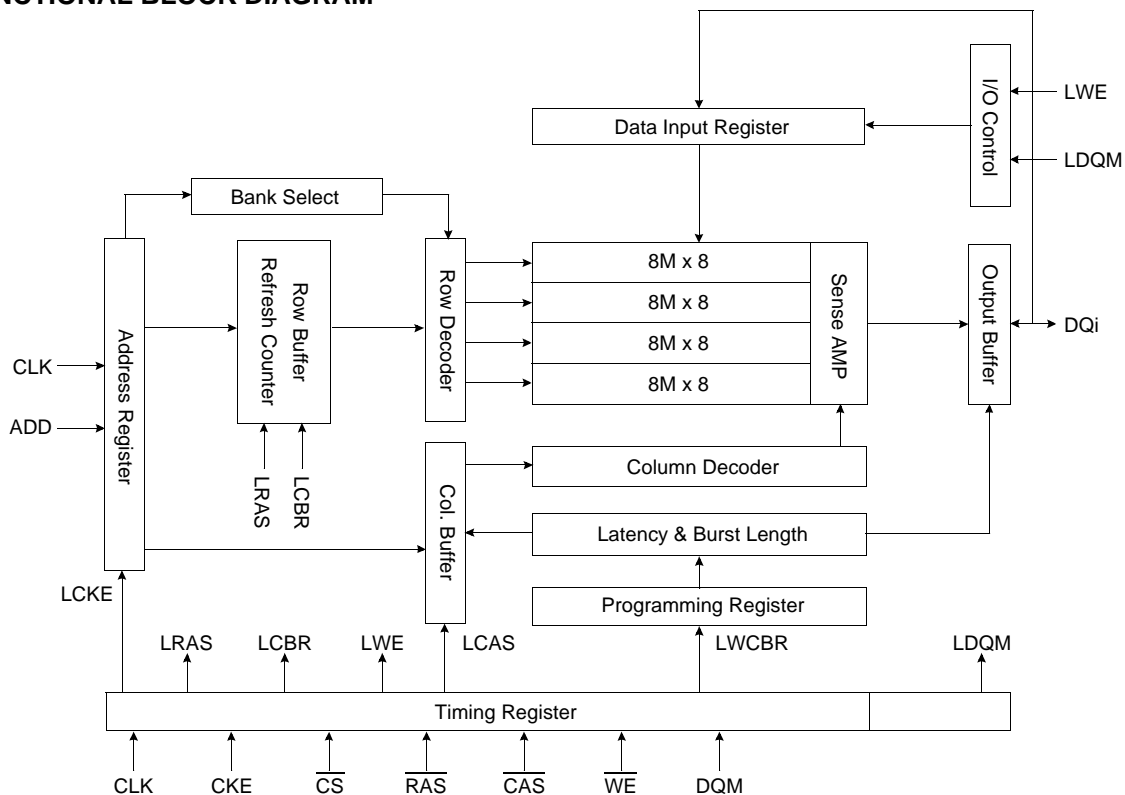 NCTIONAL BLOCK DIAGRAM
LWE
I/O Control
Data Input Register
LDQM
Bank Select
8M x 8
8M x 8
8M x 8
8M x 8
Address Register
Row Buffer
Refresh Counter
Row Decoder
Sense AMP
Output Buffer
DQi
CLK
ADD
Column Decoder
Col. Buffer
LRAS
LCBR
Latency & Burst Length
LCKE
Programming Register
LRAS
LCBR
LWE
LCAS
LWCBR
LDQM
Timing Register
CLK
CKE
CS
RAS
CAS
WE
DQM